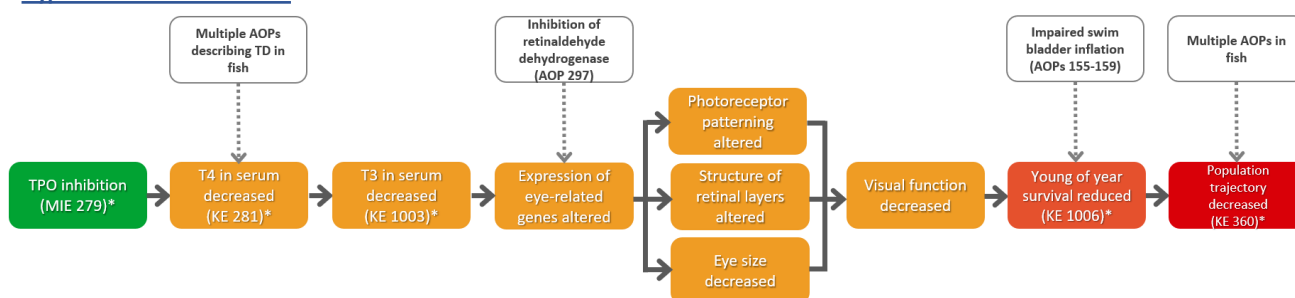 Multiple AOPs
describing TD in
fish
Inhibition of
retinaldehyde
dehydrogenase
(AOP 297)
Impaired swim
bladder inflation
(AOPs 155-159)
Multiple AOPs in
fish
TPO inhibition
(MIE 279)*
T4 in serum
decreased
(KE 281)*
T3 in serum
decreased
(KE 1003)*
Expression of
eye-related
genes altered
Photoreceptor
patterning
altered
Structure of
retinal layers
altered
Eye size
decreased
Visual function
decreased
Young of year
survival reduced
(KE 1006)*
Population
trajectory
decreased
(KE 360)*